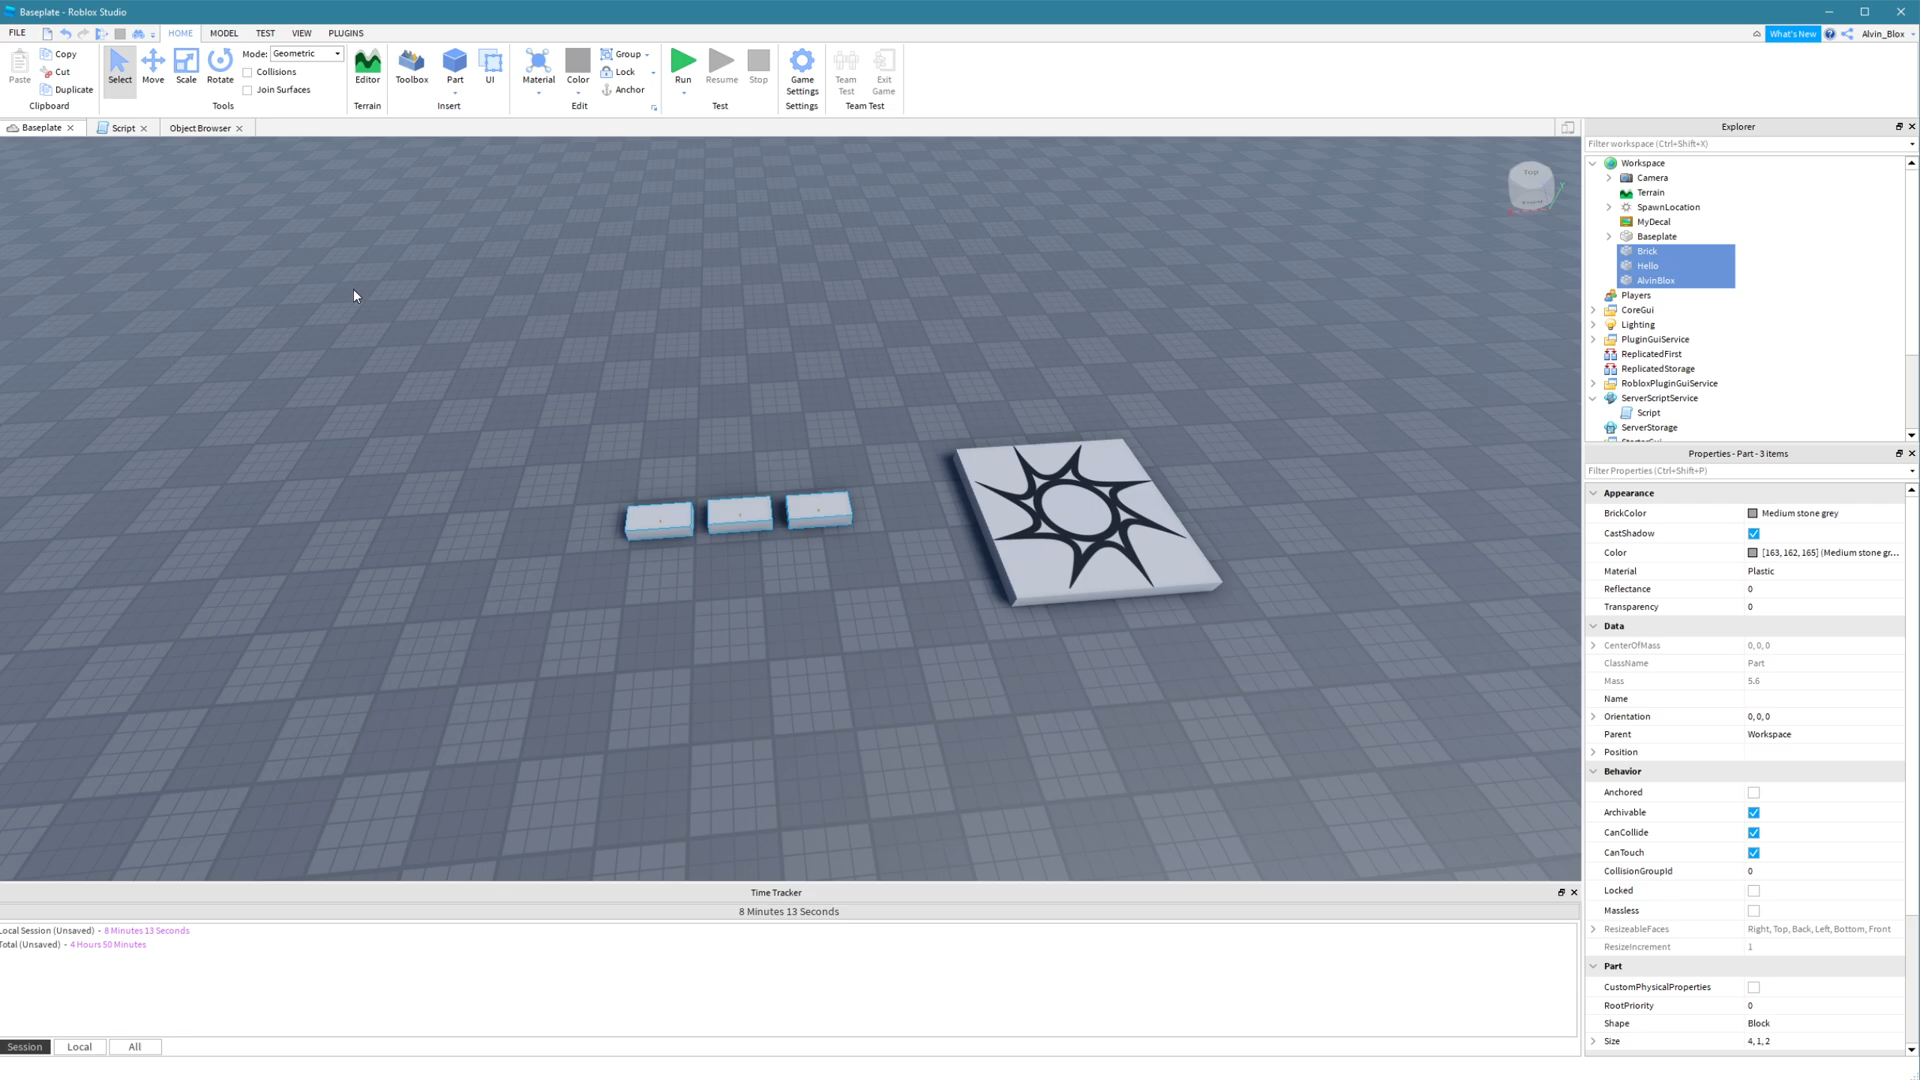 Baseplate - Roblox Studio
FILE HOME MODEL TEST VIEW PLUGINS What's New Alvin_Blox
Paste Copy Cut Duplicate Clipboard
Select Move Scale Rotate Mode: Geometric Collisions Join Surfaces Tools
Editor Terrain
Toolbox Part UI Insert
Material Color Group Lock Anchor Edit
Run Resume Stop Test
Game Settings Settings
Team Test Exit Game Team Test
Baseplate Script Object Browser
Top
Explorer
Filter workspace (Ctrl+Shift+X)
Workspace
Camera
Terrain
SpawnLocation
MyDecal
Baseplate
Brick
Hello
AlvinBlox
Players
CoreGui
Lighting
PluginGuiService
ReplicatedFirst
ReplicatedStorage
RobloxPluginGuiService
ServerScriptService
Script
ServerStorage
Properties - Part - 3 items
Filter Properties (Ctrl+Shift+P)
Appearance
BrickColor Medium stone grey
CastShadow
Color [163, 162, 165] (Medium stone gr...
Material Plastic
Reflectance 0
Transparency 0
Data
CenterOfMass 0, 0, 0
ClassName Part
Mass 5.6
Name
Orientation 0, 0, 0
Parent Workspace
Position
Behavior
Anchored
Archivable
CanCollide
CanTouch
CollisionGroupId 0
Locked
Massless
ResizeableFaces Right, Top, Back, Left, Bottom, Front
ResizeIncrement 1
Part
CustomPhysicalProperties
RootPriority 0
Shape Block
Size 4, 1, 2
Time Tracker
8 Minutes 13 Seconds
Local Session (Unsaved) - 8 Minutes 13 Seconds
Total (Unsaved) - 4 Hours 50 Minutes
Session Local All